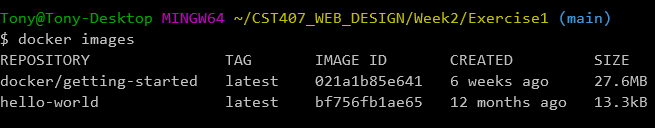 Tony@Tony-Desktop MINGW64 ~/CST407_WEB_DESIGN/Week2/Exercise1 (main)
$ docker images
REPOSITORY               TAG       IMAGE ID       CREATED         SIZE
docker/getting-started   latest    021a1b85e641   6 weeks ago     27.6MB
hello-world              latest    bf756fb1ae65   12 months ago   13.3kB